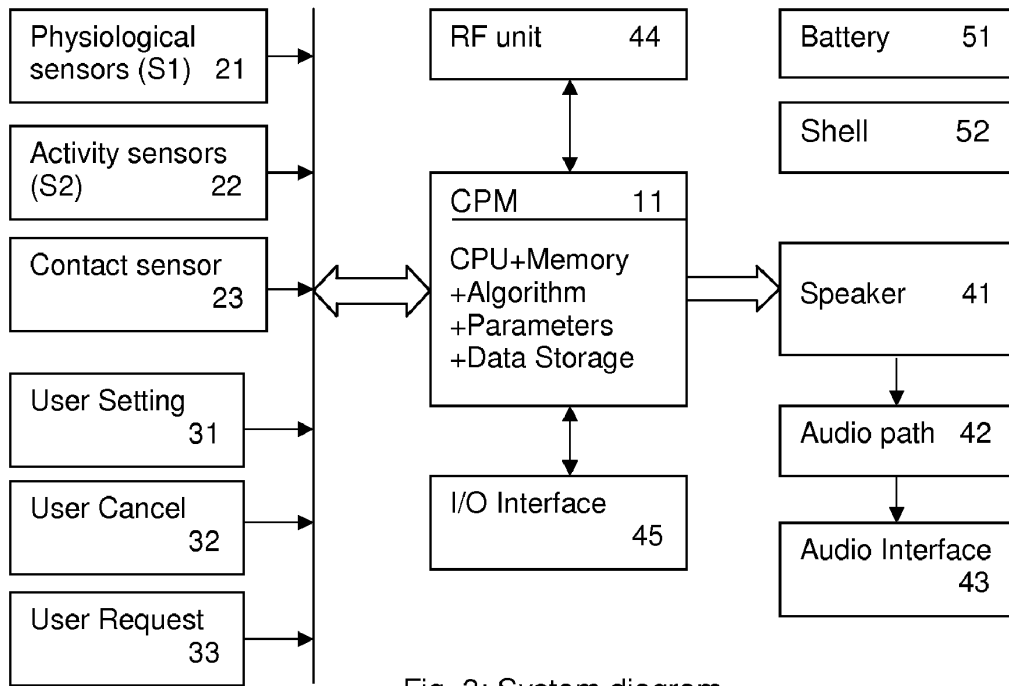 Physiological
sensors (S1) 21
Activity sensors
(S2) 22
Contact sensor
23
User Setting
31
User Cancel
32
User Request
33
RF unit 44
CPM 11
CPU+Memory
+Algorithm
+Parameters
+Data Storage
I/O Interface
45
Battery 51
Shell 52
Speaker 41
Audio path 42
Audio Interface
43
System diagram